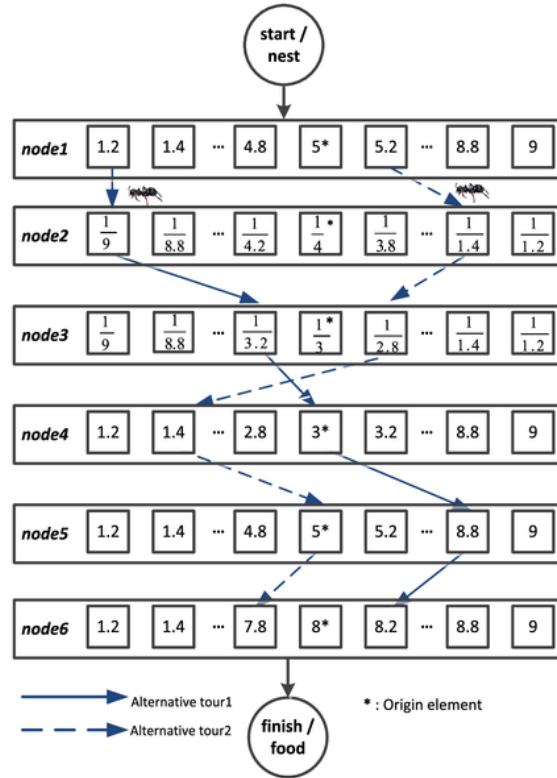 start /
nest
node1 1.2 1.4 ... 4.8 5* 5.2 ... 8.8 9
node2 1/9 1/8.8 ... 1/4.2 1/4* 1/3.8 ... 1/1.4 1/1.2
node3 1/9 1/8.8 ... 1/3.2 1/3* 1/2.8 ... 1/1.4 1/1.2
node4 1.2 1.4 ... 2.8 3* 3.2 ... 8.8 9
node5 1.2 1.4 ... 4.8 5* 5.2 ... 8.8 9
node6 1.2 1.4 ... 7.8 8* 8.2 ... 8.8 9
Alternative tour1
* : Origin element
Alternative tour2
finish /
food